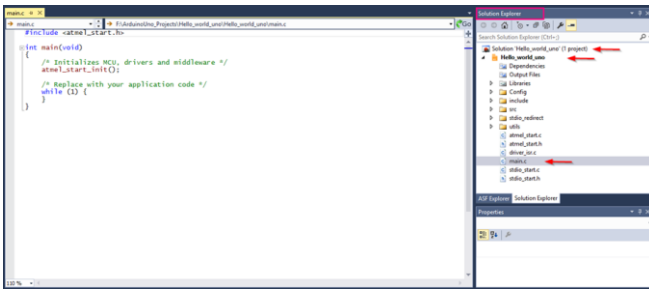 main.c
main.c
F:\ArduinoUno_Projects\Hello_world_uno\Hello_world_uno\main.c
Go
#include <atmel_start.h>
int main(void)
{
/* Initializes MCU, drivers and middleware */
atmel_start_init();
/* Replace with your application code */
while (1) {
}
}
110 %
Solution Explorer
Search Solution Explorer (Ctrl+;)
Solution 'Hello_world_uno' (1 project)
Hello_world_uno
Dependencies
Output Files
Libraries
Config
include
src
stdio_redirect
utils
atmel_start.c
atmel_start.h
driver_isr.c
main.c
stdio_start.c
stdio_start.h
ASF Explorer
Solution Explorer
Properties